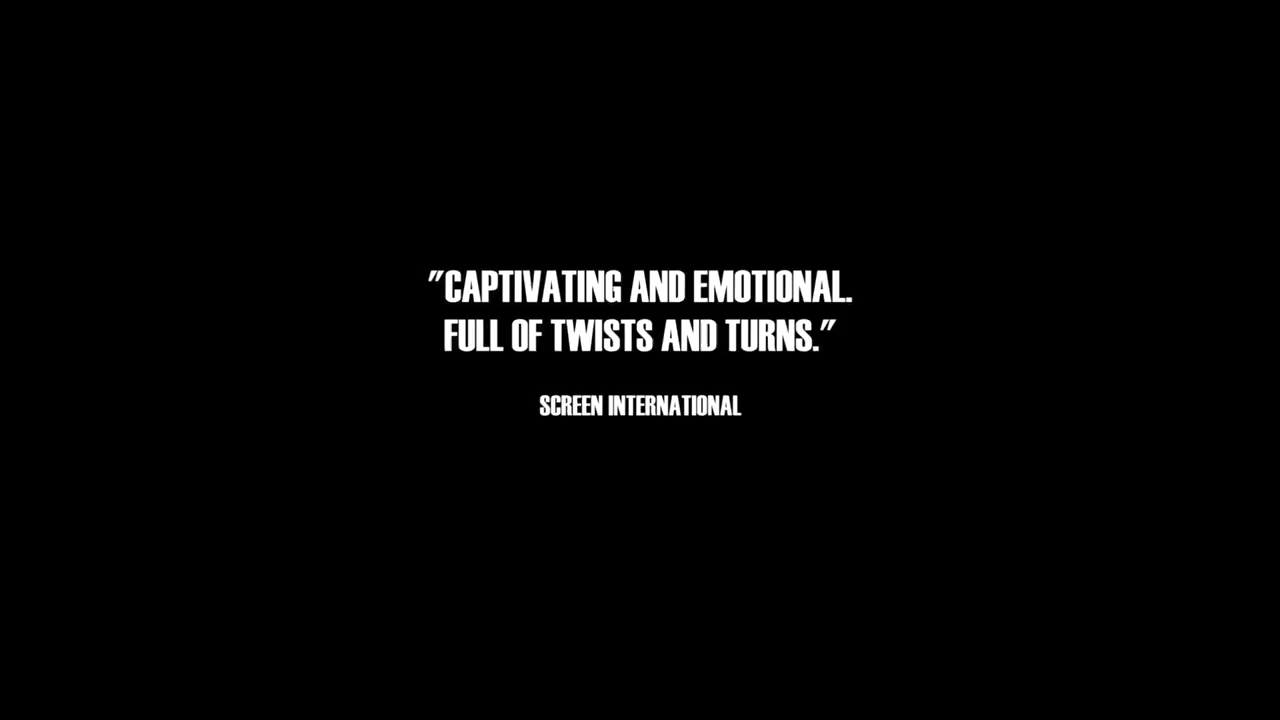 "CAPTIVATING AND EMOTIONAL.
FULL OF TWISTS AND TURNS."
SCREEN INTERNATIONAL